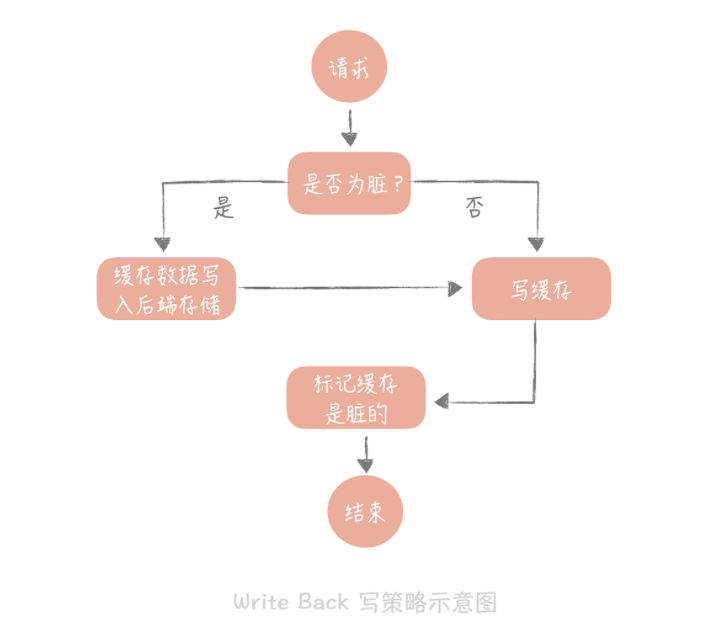 请求
是否为脏？
是
否
缓存数据写
入后端存储
写缓存
标记缓存
是脏的
结束
Write Back 写策略示意图